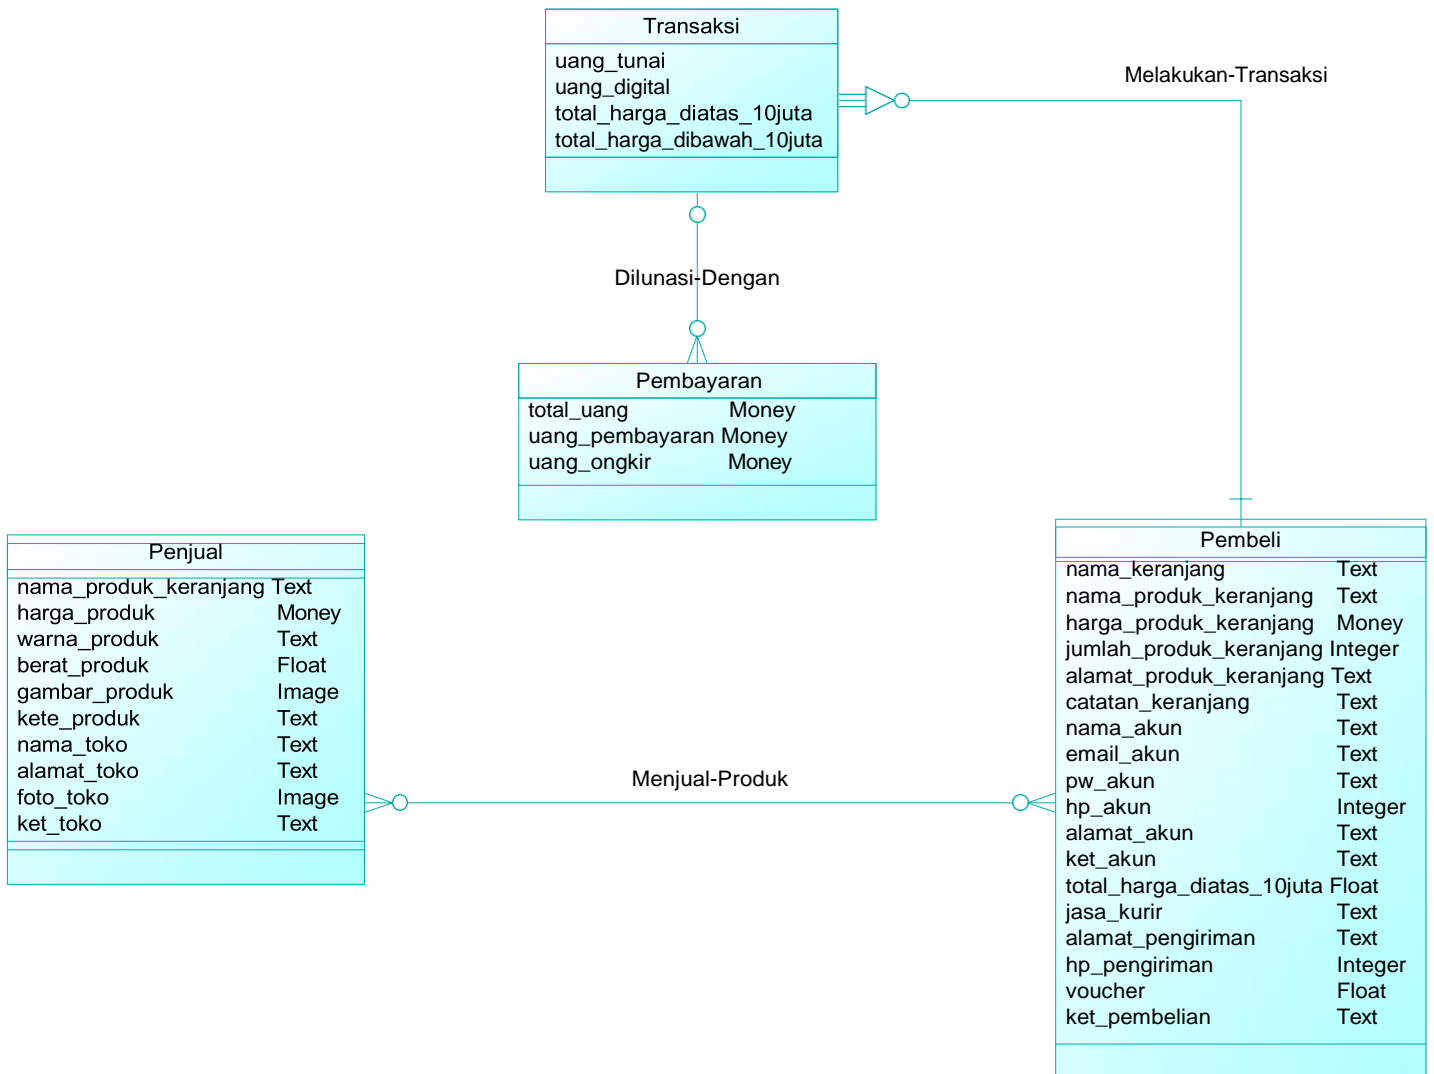 Transaksi
uang_tunai
uang_digital
total_harga_diatas_10juta
total_harga_dibawah_10juta
Melakukan-Transaksi
Dilunasi-Dengan
Pembayaran
total_uang Money
uang_pembayaran Money
uang_ongkir Money
Penjual
nama_produk_keranjang Text
harga_produk Money
warna_produk Text
berat_produk Float
gambar_produk Image
kete_produk Text
nama_toko Text
alamat_toko Text
foto_toko Image
ket_toko Text
Menjual-Produk
Pembeli
nama_keranjang Text
nama_produk_keranjang Text
harga_produk_keranjang Money
jumlah_produk_keranjang Integer
alamat_produk_keranjang Text
catatan_keranjang Text
nama_akun Text
email_akun Text
pw_akun Text
hp_akun Integer
alamat_akun Text
ket_akun Text
total_harga_diatas_10juta Float
jasa_kurir Text
alamat_pengiriman Text
hp_pengiriman Integer
voucher Float
ket_pembelian Text